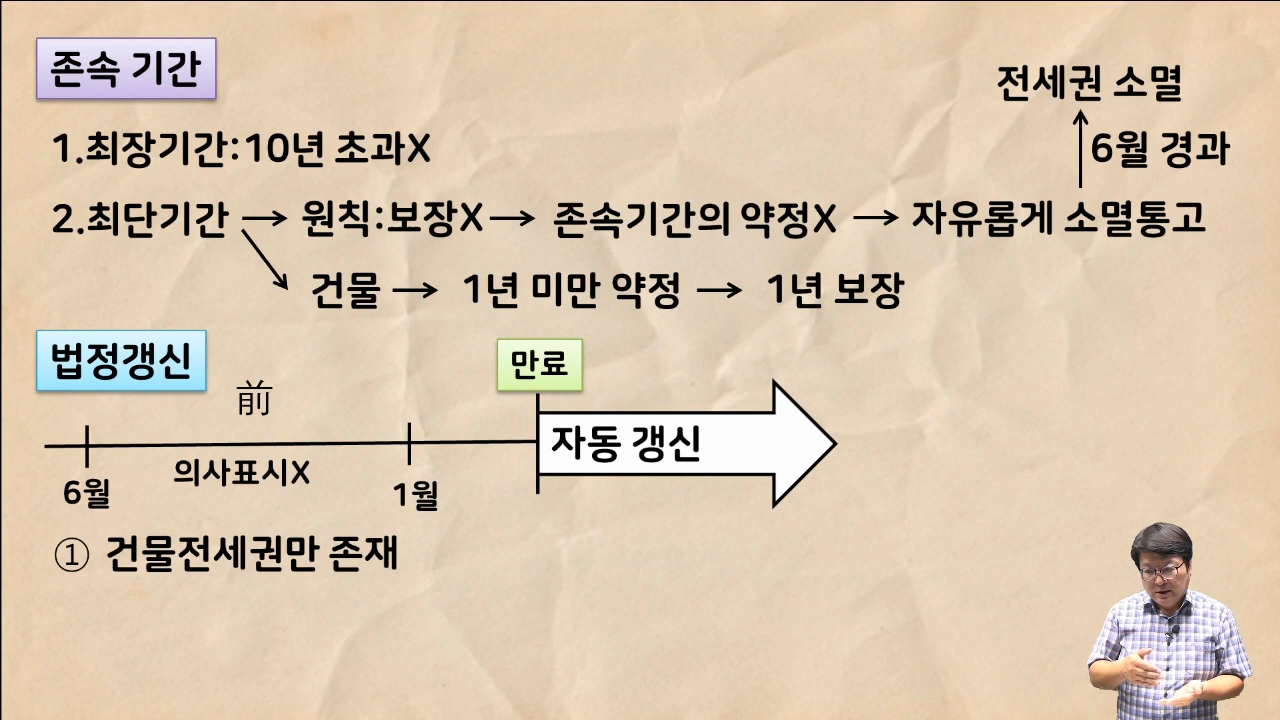 존속 기간
전세권 소멸
1.최장기간:10년 초과X
6월 경과
2.최단기간 → 원칙:보장X → 존속기간의 약정X → 자유롭게 소멸통고
건물 → 1년 미만 약정 → 1년 보장
법정갱신
만료
前
자동 갱신
의사표시X
6월
1월
① 건물전세권만 존재